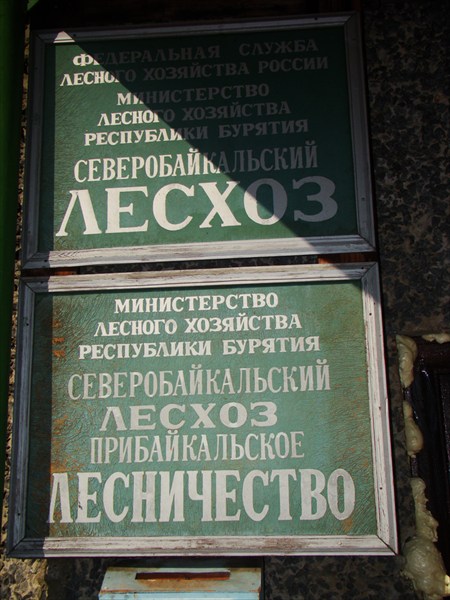 ФЕДЕРАЛЬНАЯ СЛУЖБА
ЛЕСНОГО ХОЗЯЙСТВА РОССИИ
МИНИСТЕРСТВО
ЛЕСНОГО ХОЗЯЙСТВА
РЕСПУБЛИКИ БУРЯТИЯ
СЕВЕРОБАЙКАЛЬСКИЙ
ЛЕСХОЗ
МИНИСТЕРСТВО
ЛЕСНОГО ХОЗЯЙСТВА
РЕСПУБЛИКИ БУРЯТИЯ
СЕВЕРОБАЙКАЛЬСКИЙ
ЛЕСХОЗ
ПРИБАЙКАЛЬСКОЕ
ЛЕСНИЧЕСТВО